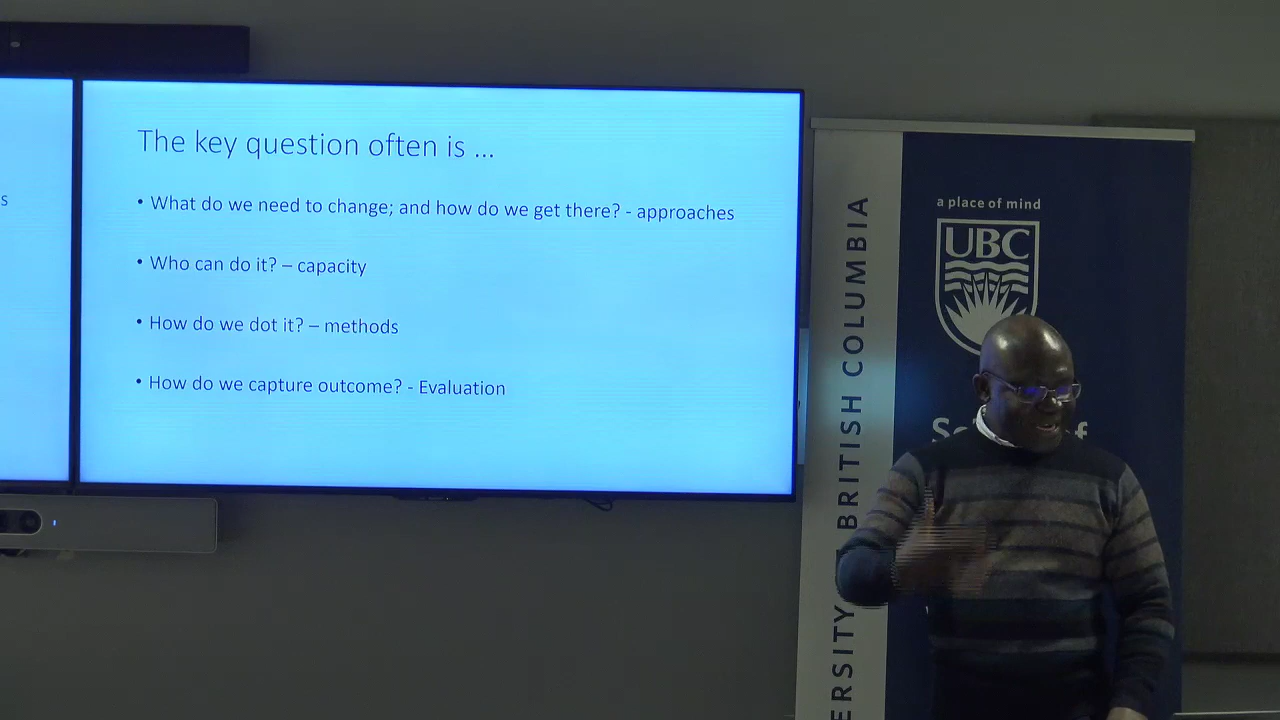 s
The key question often is ...
• What do we need to change; and how do we get there? - approaches
• Who can do it? – capacity
• How do we dot it? – methods
• How do we capture outcome? - Evaluation
ERSITY
BRITISH COLUMBIA
a place of mind
UBC